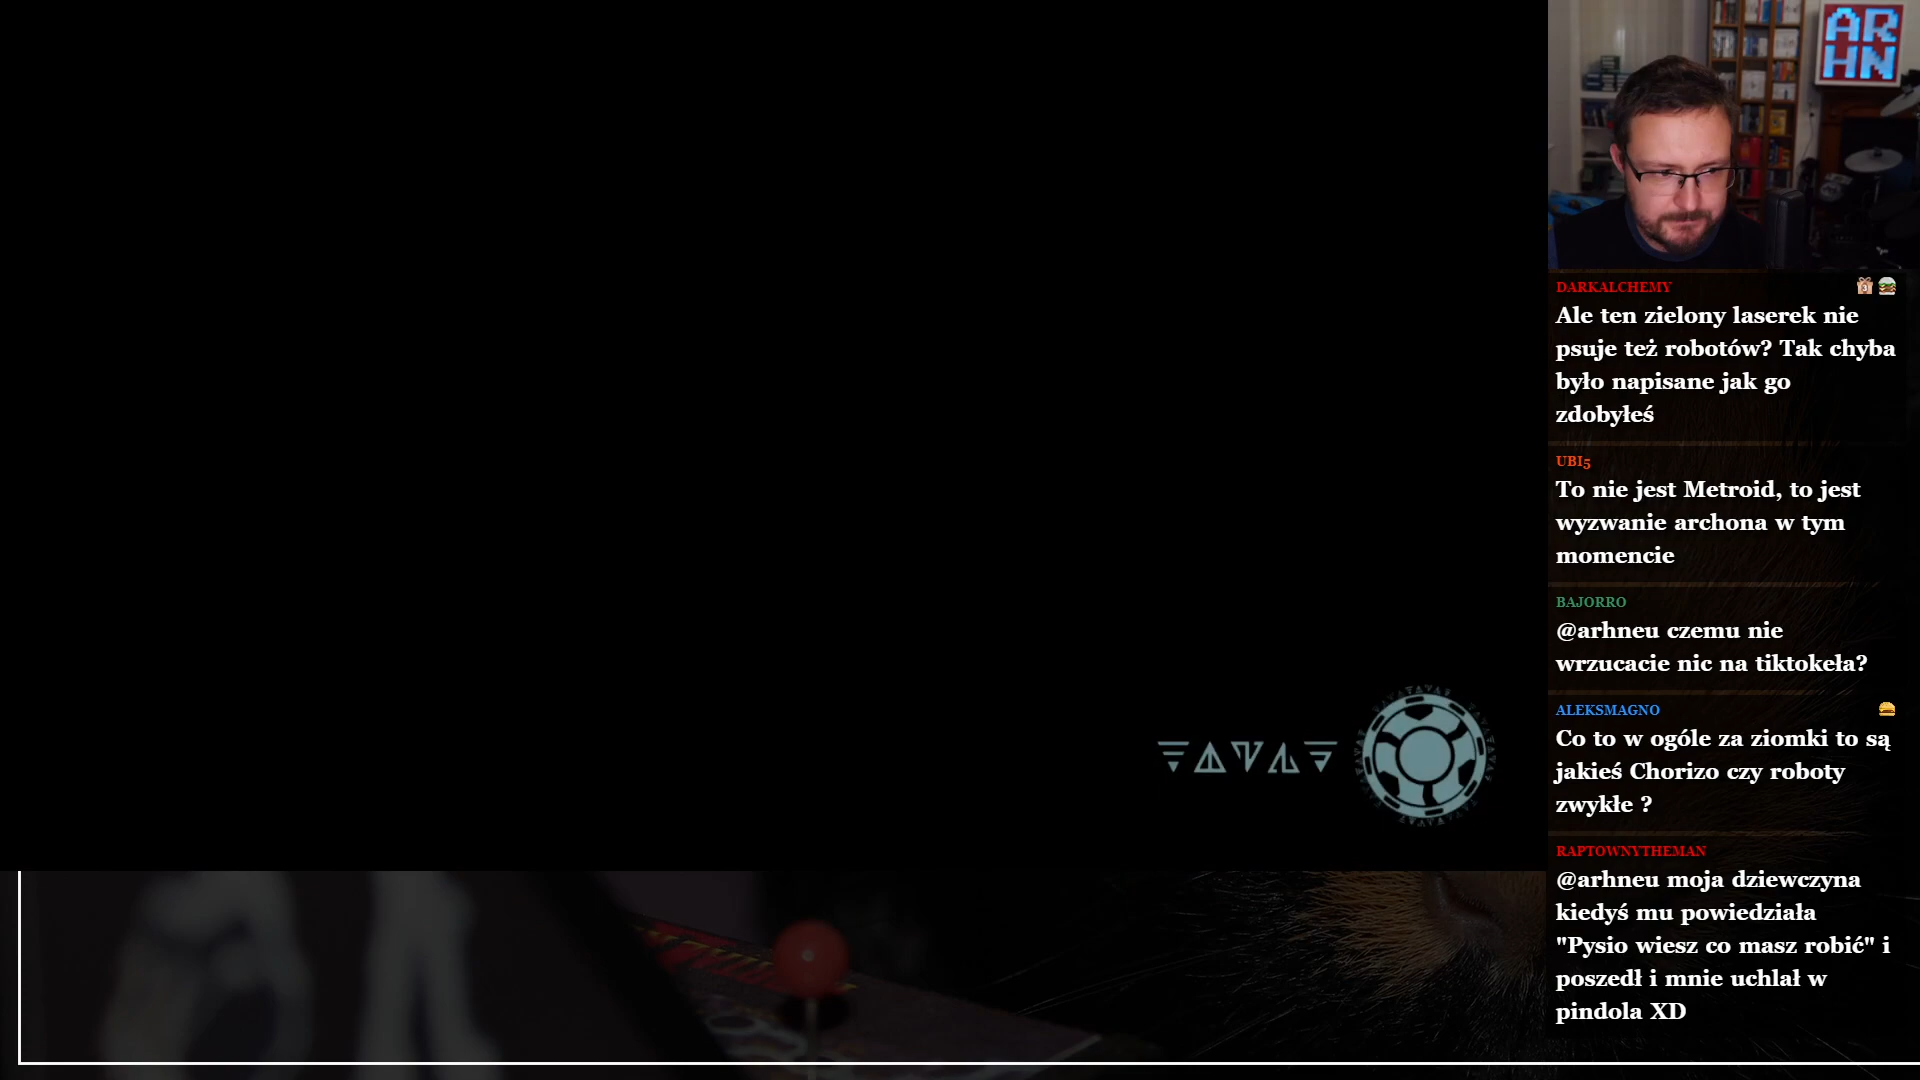 AR
HN
DARKALCHEMY
Ale ten zielony laserek nie
psuje też robotów? Tak chyba
było napisane jak go
zdobyłeś
UBI5
To nie jest Metroid, to jest
wyzwanie archona w tym
momencie
BAJORRO
@arhneu czemu nie
wrzucacie nic na tiktokeła?
ALEKSMAGNO
Co to w ogóle za ziomki to są
jakieś Chorizo czy roboty
zwykłe ?
RAPTOWNYTHEMAN
@arhneu moja dziewczyna
kiedyś mu powiedziała
"Pysio wiesz co masz robić" i
poszedł i mnie uchlał w
pindola XD